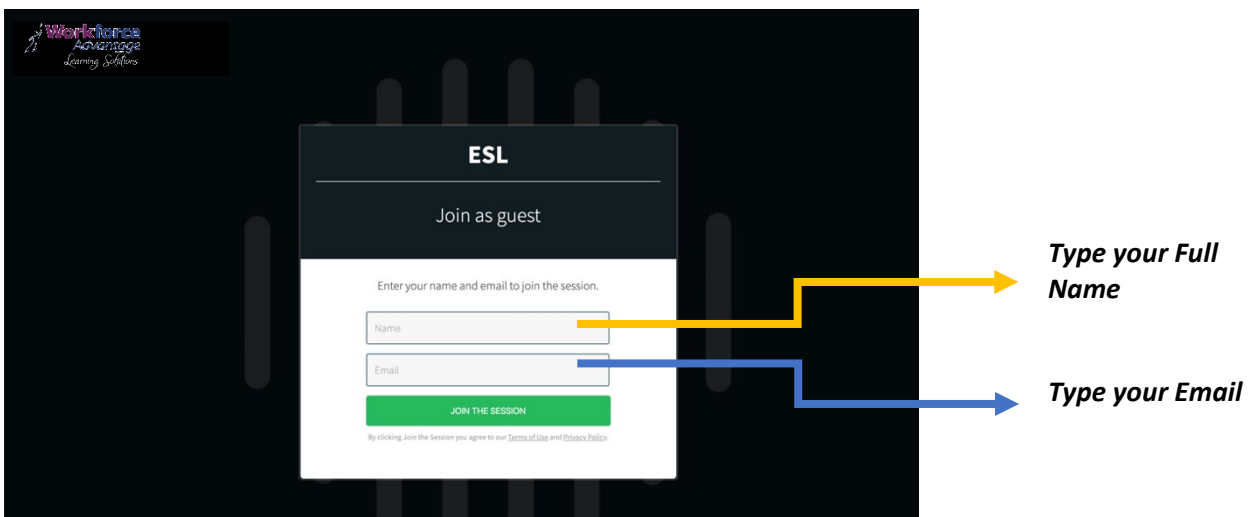 Workforce
Advantage
Learning Solutions
ESL
Join as guest
Enter your name and email to join the session.
Name
Email
JOIN THE SESSION
By clicking Join the Session you agree to our Terms of Use and Privacy Policy.
Type your Full
Name
Type your Email